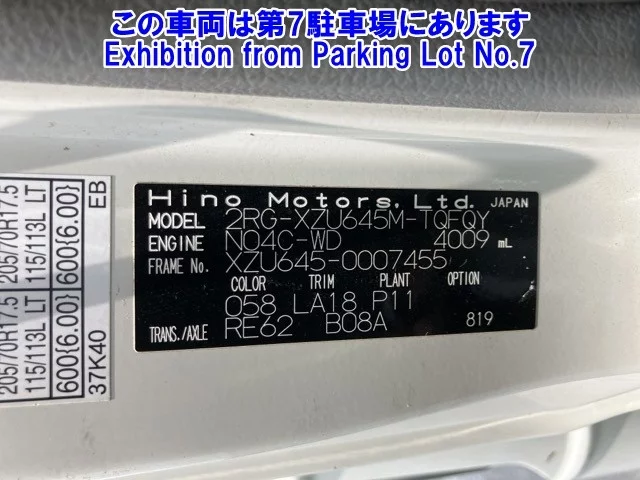 この車両は第7駐車場にあります
Exhibition from Parking Lot No.7
Hino Motors, Ltd. JAPAN
MODEL 2RG-XZU645M-TQFQY
ENGINE N04C-WD 4009 mL
FRAME No. XZU645-0007455
COLOR TRIM PLANT OPTION
058 LA18 P11
TRANS./AXLE RE62 B08A 819
205/70R17.5 205/70R17.5
115/113L LT 115/113L LT
600{6.00} 600{6.00}
37K40 EB